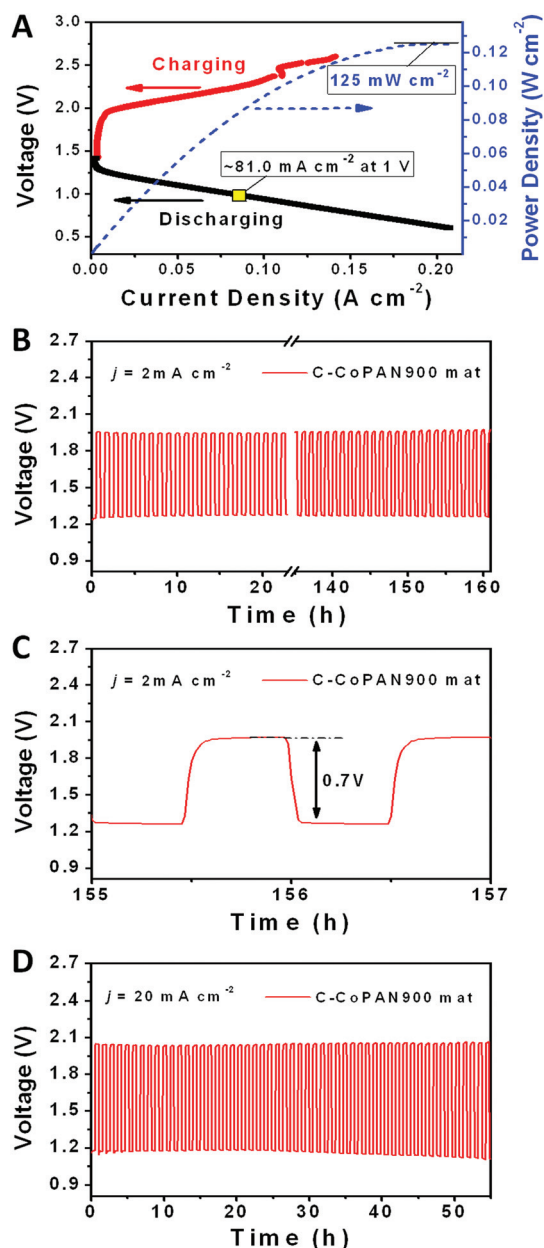 A
Voltage (V)
3.0
2.5
2.0
1.5
1.0
0.5
Charging
125 mW cm⁻²
~81.0 mA cm⁻² at 1 V
Discharging
0.12
0.10
0.08
0.06
0.04
0.02
Power Density (W cm⁻²)
0.00 0.05 0.10 0.15 0.20
Current Density (A cm⁻²)
B
Voltage (V)
2.7
2.4
2.1
1.8
1.5
1.2
0.9
j = 2mA cm⁻² C-CoPAN900 mat
0 10 20 140 150 160
Time (h)
C
Voltage (V)
2.7
2.4
2.1
1.8
1.5
1.2
0.9
j = 2mA cm⁻² C-CoPAN900 mat
0.7V
155 156 157
Time (h)
D
Voltage (V)
2.7
2.4
2.1
1.8
1.5
1.2
0.9
j = 20 mA cm⁻² C-CoPAN900 mat
0 10 20 30 40 50
Time (h)